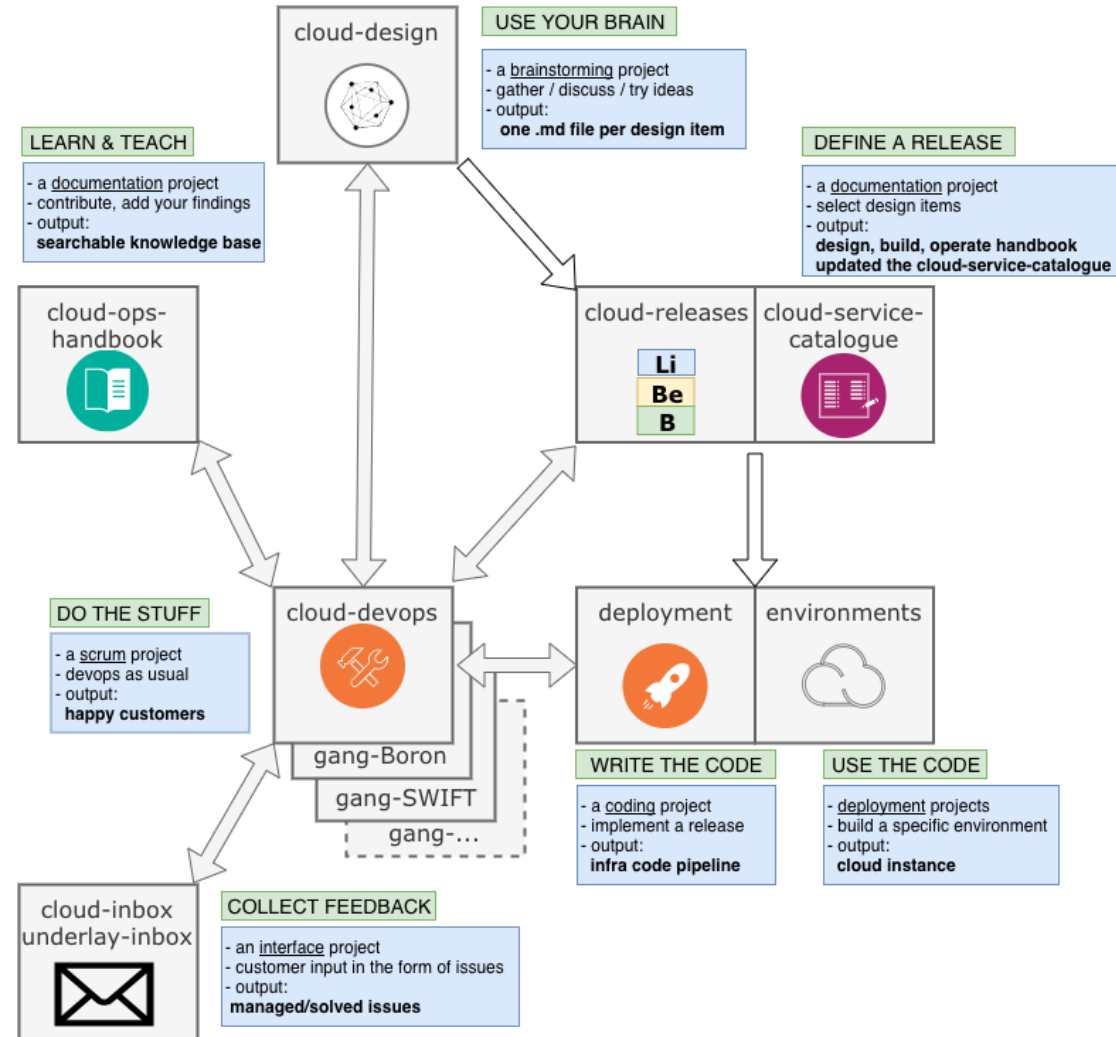 cloud-design
USE YOUR BRAIN
- a brainstorming project
- gather / discuss / try ideas
- output:
one .md file per design item
LEARN & TEACH
- a documentation project
- contribute, add your findings
- output:
searchable knowledge base
DEFINE A RELEASE
- a documentation project
- select design items
- output:
design, build, operate handbook
updated the cloud-service-catalogue
cloud-ops-
handbook
cloud-releases
Li
Be
B
cloud-service-
catalogue
DO THE STUFF
- a scrum project
- devops as usual
- output:
happy customers
cloud-devops
gang-Boron
gang-SWIFT
gang-...
deployment
environments
WRITE THE CODE
- a coding project
- implement a release
- output:
infra code pipeline
USE THE CODE
- deployment projects
- build a specific environment
- output:
cloud instance
cloud-inbox
underlay-inbox
COLLECT FEEDBACK
- an interface project
- customer input in the form of issues
- output:
managed/solved issues